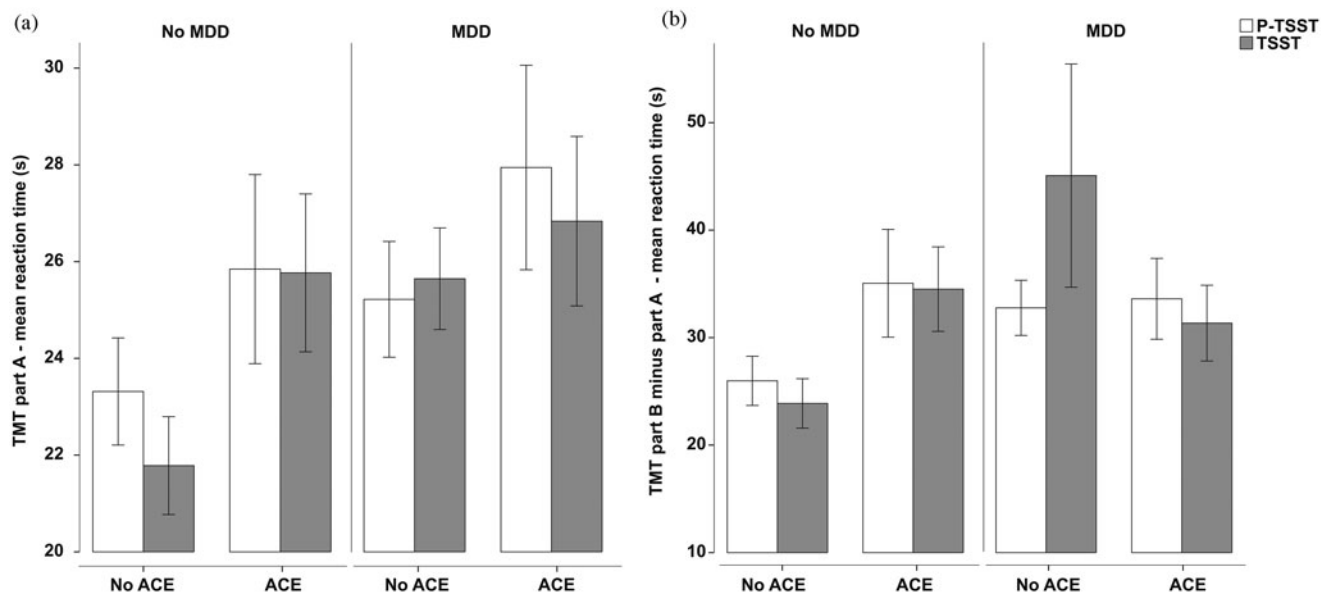 (a)
No MDD
MDD
TMT part A - mean reaction time (s)
30
28
26
24
22
20
No ACE
ACE
No ACE
ACE
(b)
No MDD
MDD
P-TSST
TSST
TMT part B minus part A - mean reaction time (s)
50
40
30
20
10
No ACE
ACE
No ACE
ACE